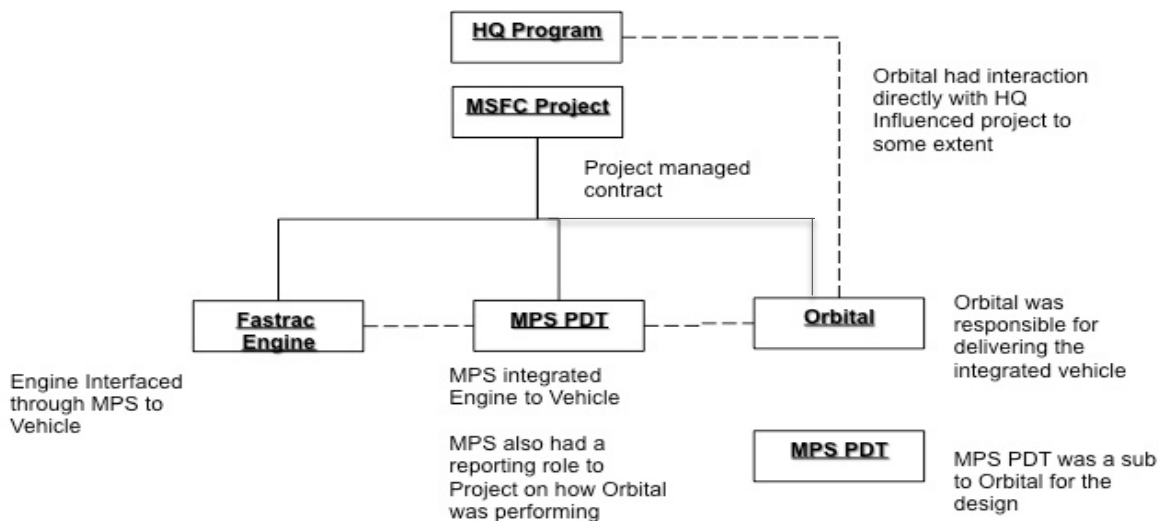 HQ Program
MSFC Project
Orbital had interaction
directly with HQ
Influenced project to
some extent
Project managed
contract
Fastrac
Engine
MPS PDT
Orbital
Orbital was
responsible for
delivering the
integrated vehicle
Engine Interfaced
through MPS to
Vehicle
MPS integrated
Engine to Vehicle
MPS also had a
reporting role to
Project on how Orbital
was performing
MPS PDT
MPS PDT was a sub
to Orbital for the
design